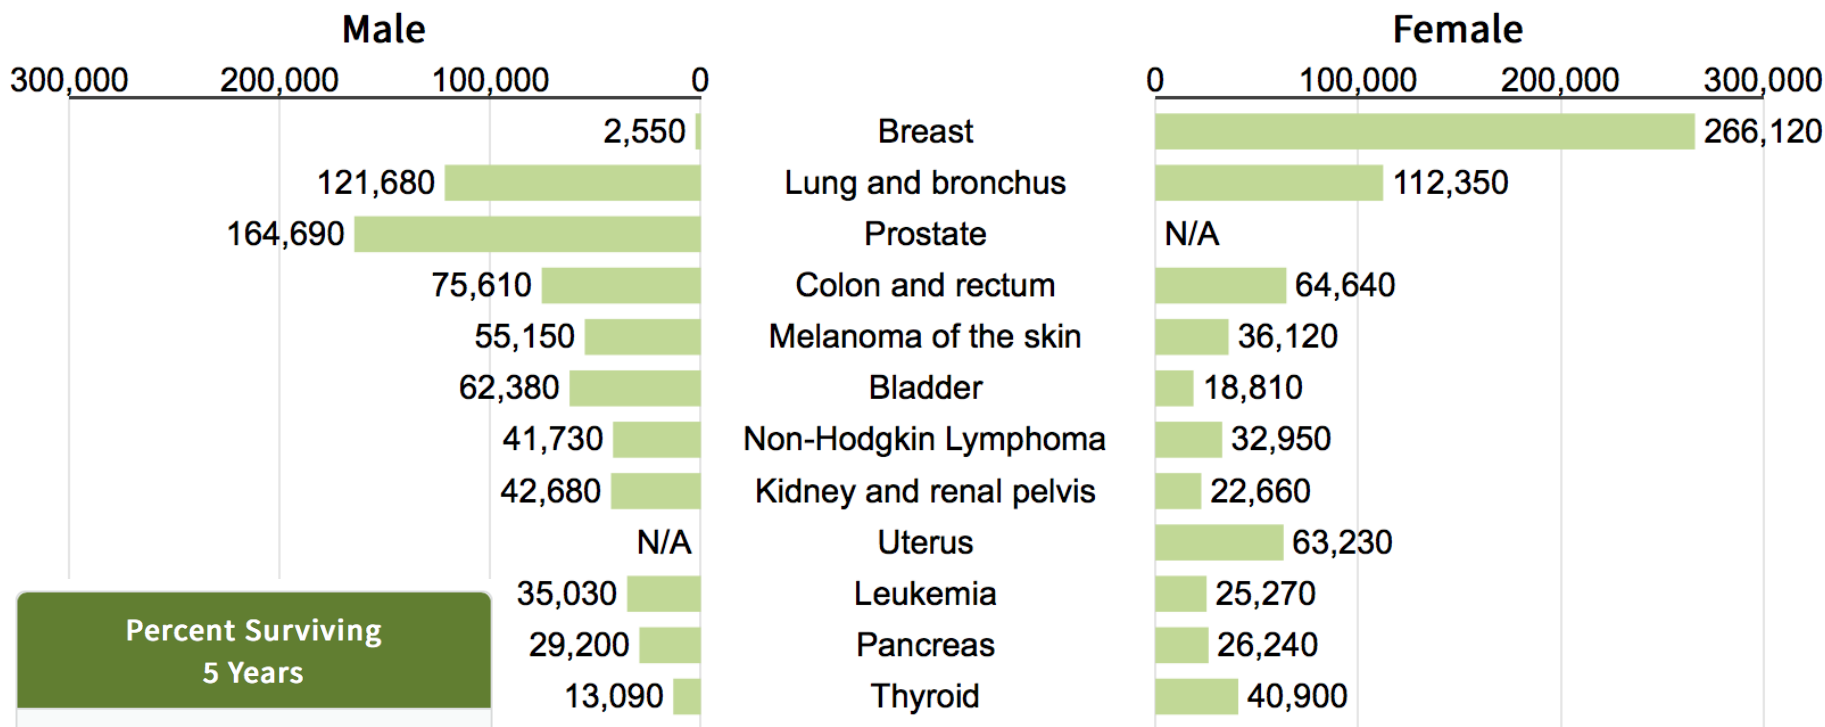 Male Female
300,000 200,000 100,000 0 0 100,000 200,000 300,000
2,550 Breast 266,120
121,680 Lung and bronchus 112,350
164,690 Prostate N/A
75,610 Colon and rectum 64,640
55,150 Melanoma of the skin 36,120
62,380 Bladder 18,810
41,730 Non-Hodgkin Lymphoma 32,950
42,680 Kidney and renal pelvis 22,660
N/A Uterus 63,230
35,030 Leukemia 25,270
29,200 Pancreas 26,240
13,090 Thyroid 40,900
Percent Surviving
5 Years